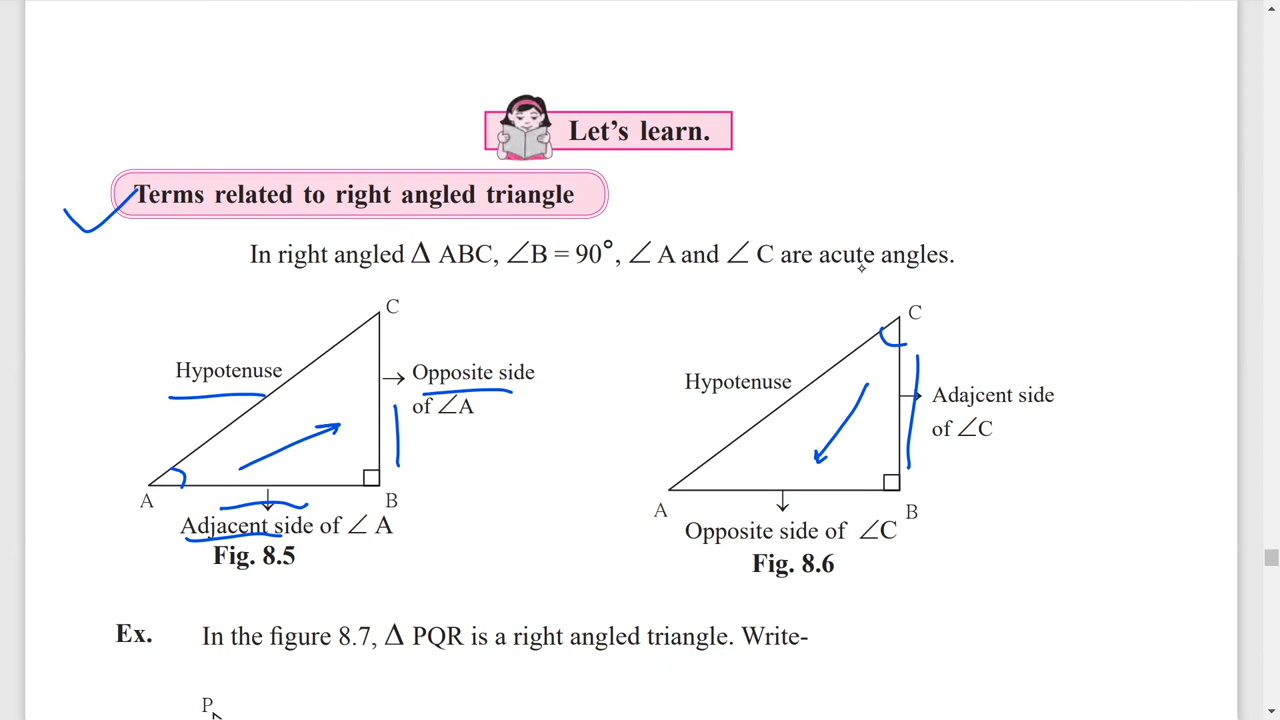 Let's learn.
Terms related to right angled triangle
In right angled Δ ABC, ∠B = 90°, ∠ A and ∠ C are acute angles.
C
Hypotenuse
Opposite side
of ∠A
A
B
Adjacent side of ∠ A
Fig. 8.5
C
Hypotenuse
Adajcent side
of ∠C
A
B
Opposite side of ∠C
Fig. 8.6
Ex. In the figure 8.7, Δ PQR is a right angled triangle. Write-
P